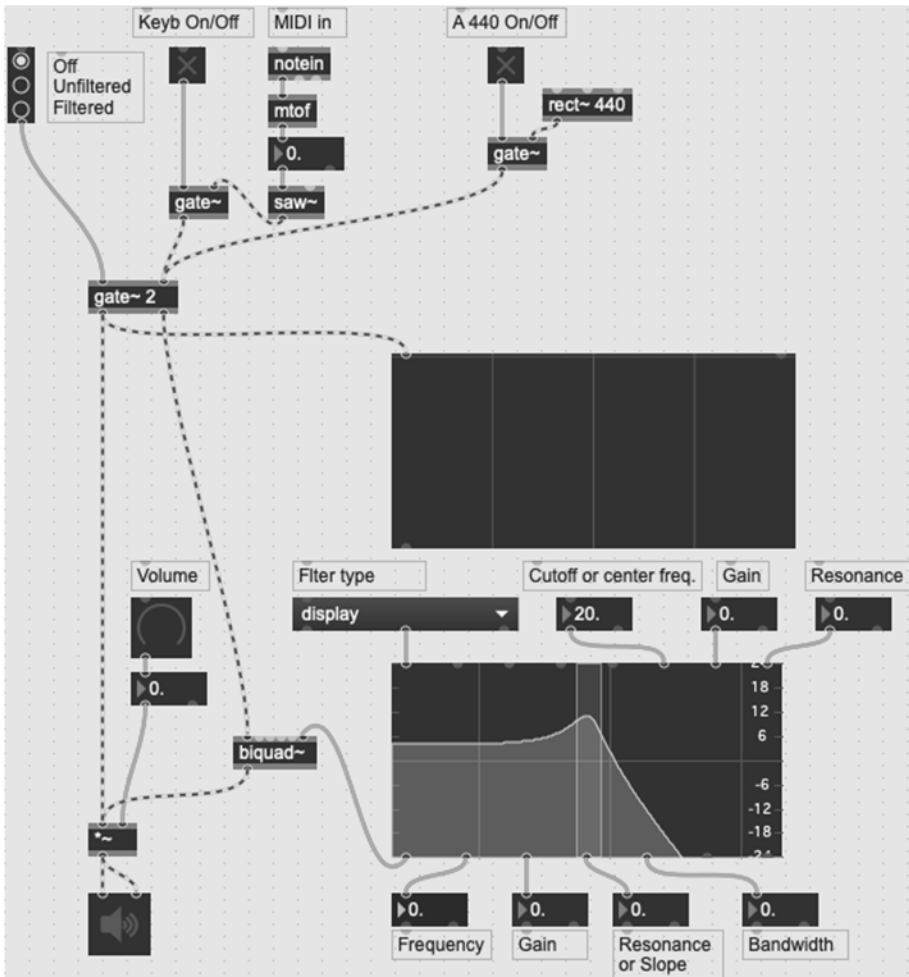 Keyb On/Off
MIDI in
A 440 On/Off
Off
Unfiltered
Filtered
notein
mtof
0.
rect~ 440
gate~
gate~
saw~
gate~ 2
Volume
Flter type
Cutoff or center freq.
Gain
Resonance
display
20.
0.
0.
0.
18
12
6
-6
-12
-18
-24
biquad~
*~
0.
0.
0.
0.
Frequency
Gain
Resonance
or Slope
Bandwidth